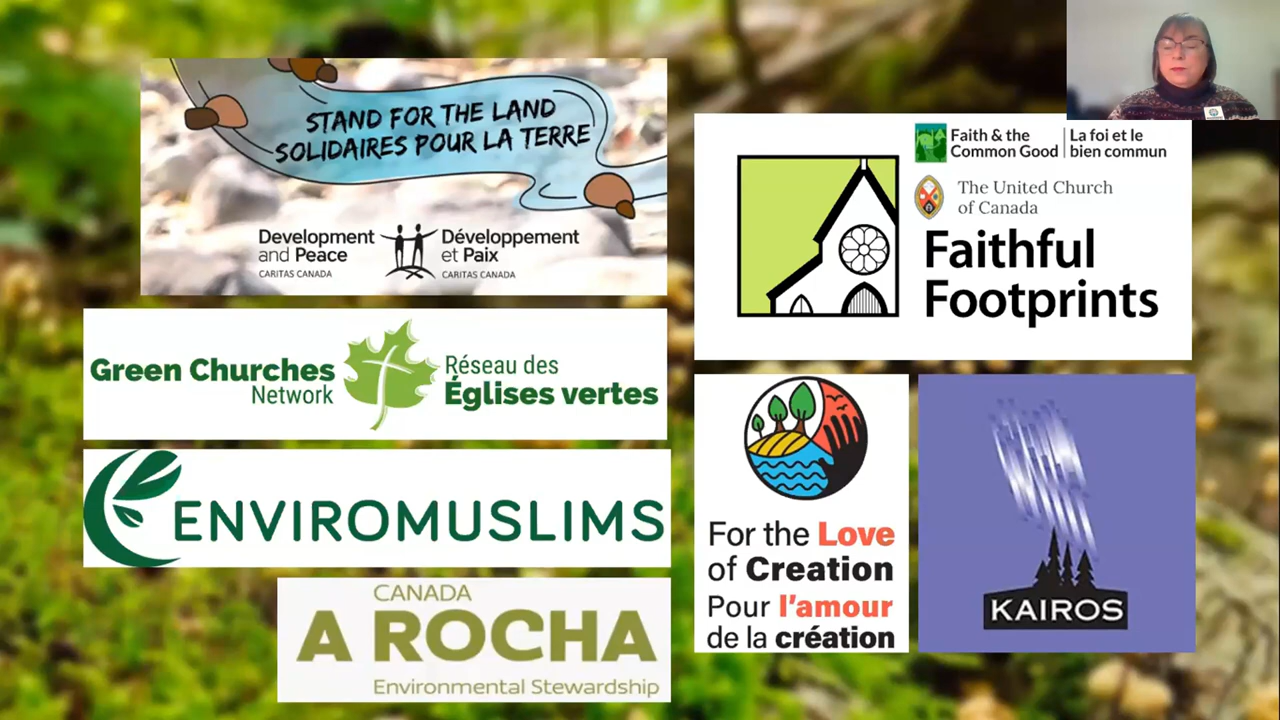 STAND FOR THE LAND
SOLIDAIRES POUR LA TERRE
Development and Peace
CARITAS CANADA
Développement et Paix
CARITAS CANADA
Green Churches
Network
Réseau des
Églises vertes
ENVIROMUSLIMS
CANADA
A ROCHA
Environmental Stewardship
Faith & the
Common Good
La foi et le
bien commun
The United Church
of Canada
Faithful
Footprints
For the Love
of Creation
Pour l'amour
de la création
KAIROS